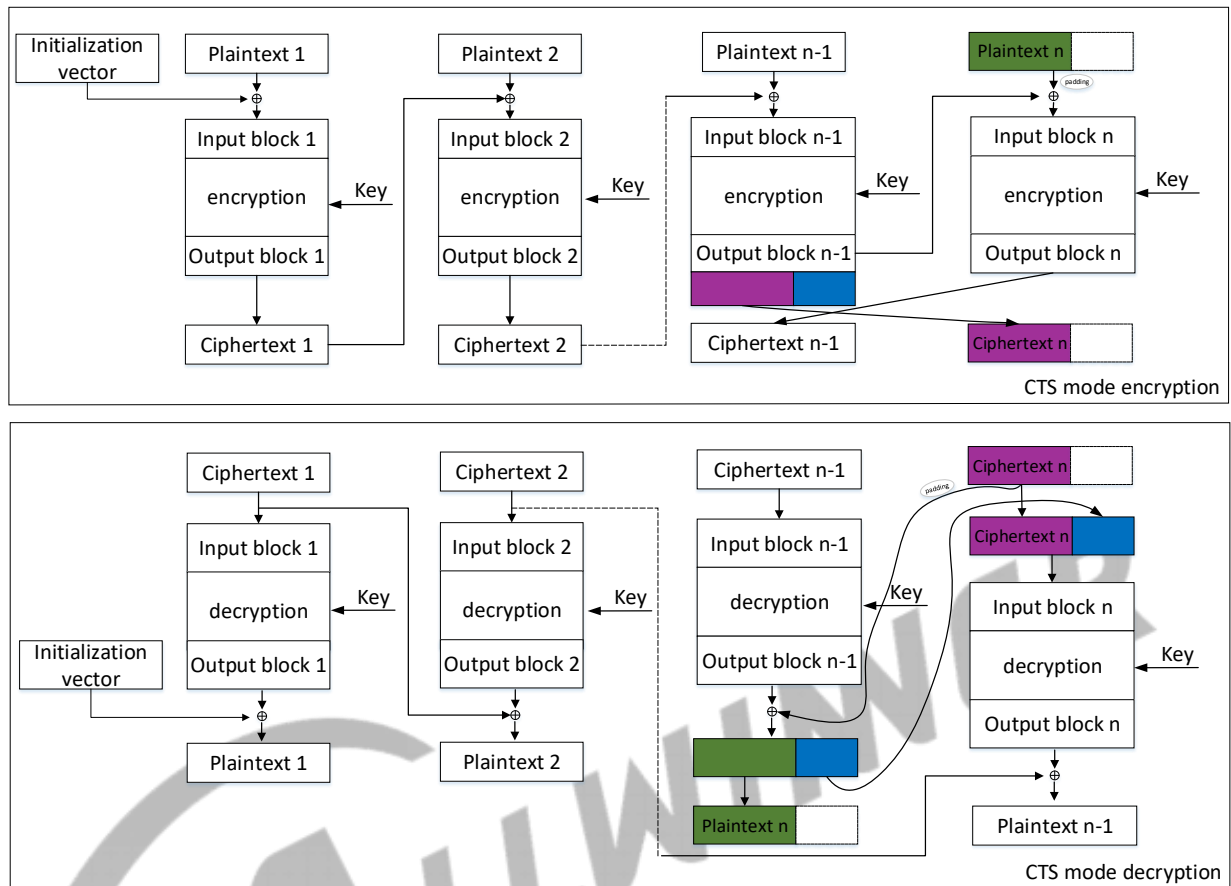 Initialization
vector
Plaintext 1
Plaintext 2
Plaintext n-1
Plaintext n
padding
Input block 1
Input block 2
Input block n-1
Input block n
encryption
Key
encryption
Key
encryption
Key
encryption
Key
Output block 1
Output block 2
Output block n-1
Output block n
Ciphertext 1
Ciphertext 2
Ciphertext n-1
Ciphertext n
CTS mode encryption
Ciphertext 1
Ciphertext 2
Ciphertext n-1
Ciphertext n
padding
Ciphertext n
Input block 1
Input block 2
Input block n-1
Input block n
decryption
Key
decryption
Key
decryption
Key
decryption
Key
Initialization
vector
Output block 1
Output block 2
Output block n-1
Output block n
Plaintext 1
Plaintext 2
Plaintext n
Plaintext n-1
CTS mode decryption
ALLWINNER